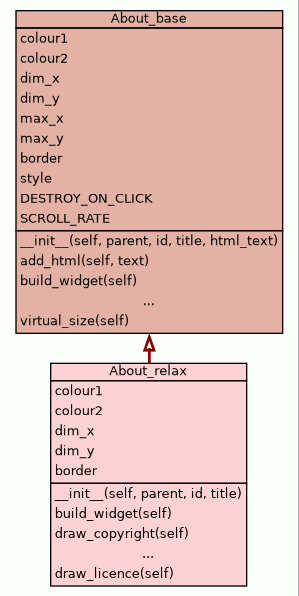 About_base
colour1
colour2
dim_x
dim_y
max_x
max_y
border
style
DESTROY_ON_CLICK
SCROLL_RATE
__init__(self, parent, id, title, html_text)
add_html(self, text)
build_widget(self)
...
virtual_size(self)
About_relax
colour1
colour2
dim_x
dim_y
border
__init__(self, parent, id, title)
build_widget(self)
draw_copyright(self)
...
draw_licence(self)